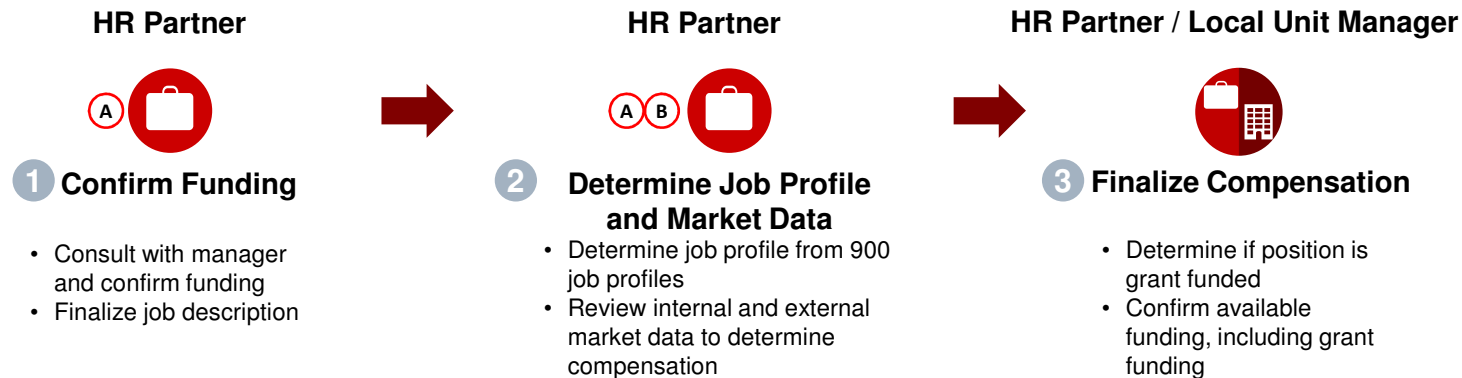 HR Partner
A
1 Confirm Funding
• Consult with manager
and confirm funding
• Finalize job description
HR Partner
A B
2 Determine Job Profile
and Market Data
• Determine job profile from 900
job profiles
• Review internal and external
market data to determine
compensation
HR Partner / Local Unit Manager
3 Finalize Compensation
• Determine if position is
grant funded
• Confirm available
funding, including grant
funding